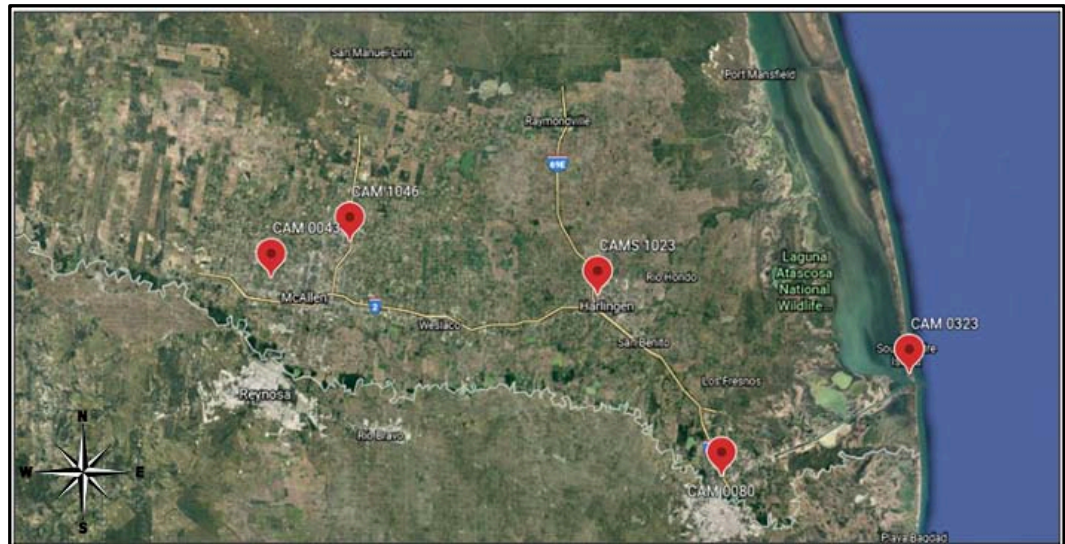 San Manuel-Linn
Port Mansfield
Raymondville
69E
CAM 1046
CAM 0043
CAMS 1023
Laguna
Atascosa
National
Wildlife...
Rio Hondo
McAllen
2
Harlingen
Weslaco
CAM 0323
San Benito
Los Fresnos
Reynosa
Rio Bravo
N
W
E
S
CAM 0080
Playa Bagdad